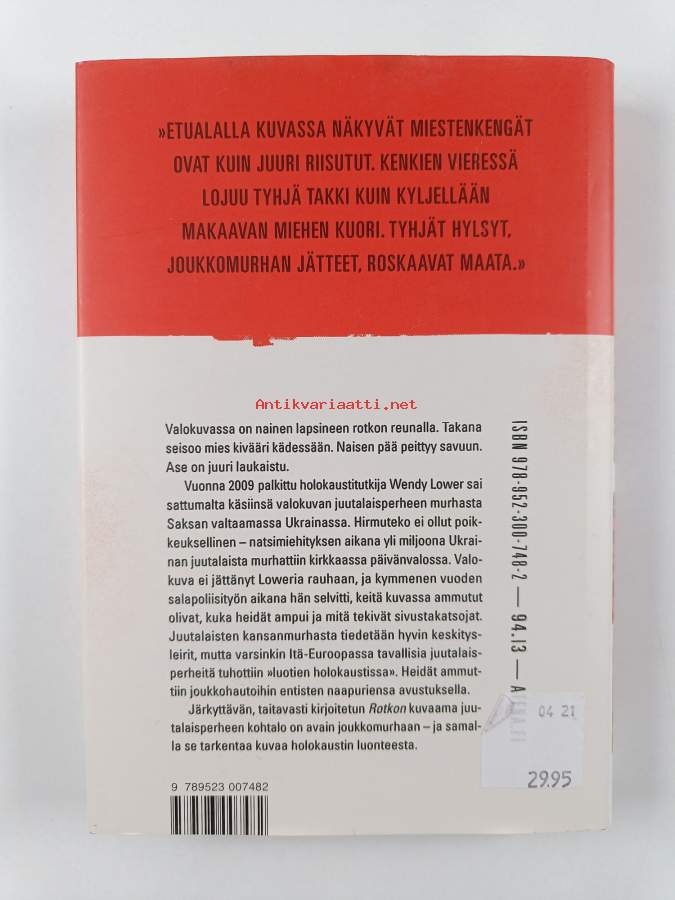 »ETUALALLA KUVASSA NÄKYVÄT MIESTENKENGÄT
OVAT KUIN JUURI RIISUTUT. KENKIEN VIERESSÄ
LOJUU TYHJÄ TAKKI KUIN KYLJELLÄÄN
MAKAAVAN MIEHEN KUORI. TYHJÄT HYLSYT,
JOUKKOMURHAN JÄTTEET, ROSKAAVAT MAATA.»
Antikvariaatti.net
Valokuvassa on nainen lapsineen rotkon reunalla. Takana
seisoo mies kivääri kädessään. Naisen pää peittyy savuun.
Ase on juuri laukaistu.
Vuonna 2009 palkittu holokaustitutkija Wendy Lower sai
sattumalta käsiinsä valokuvan juutalaisperheen murhasta
Saksan valtaamassa Ukrainassa. Hirmuteko ei ollut poik-
keuksellinen – natsimiehityksen aikana yli miljoona Ukrai-
nan juutalaista murhattiin kirkkaassa päivänvalossa. Valo-
kuva ei jättänyt Loweria rauhaan, ja kymmenen vuoden
salapoliisityön aikana hän selvitti, keitä kuvassa ammutut
olivat, kuka heidät ampui ja mitä tekivät sivustakatsojat.
Juutalaisten kansanmurhasta tiedetään hyvin keskitys-
leirit, mutta varsinkin Itä-Euroopassa tavallisia juutalais-
perheitä tuhottiin »luotien holokaustissa». Heidät ammut-
tiin joukkohautoihin entisten naapuriensa avustuksella.
Järkyttävän, taitavasti kirjoitetun Rotkon kuvaama juu-
talaisperheen kohtalo on avain joukkomurhaan – ja samal-
la se tarkentaa kuvaa holokaustin luonteesta.
ISBN 978-952-300-748-2 — 94.13 —
04 21
29.95
9 789523 007482